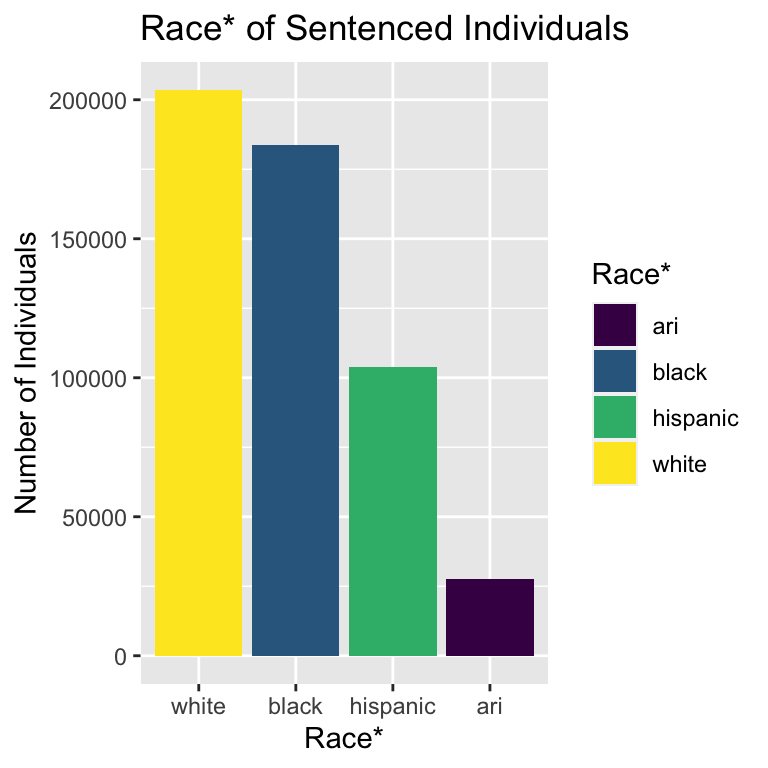 Race* of Sentenced Individuals
Number of Individuals
200000
150000
100000
50000
0
white
black
hispanic
ari
Race*
Race*
ari
black
hispanic
white